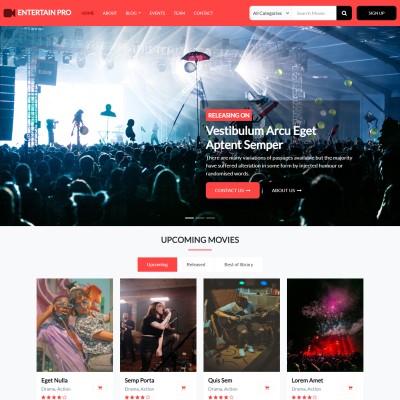 ENTERTAIN PRO
HOME ABOUT BLOG EVENTS TEAM CONTACT
All Categories Search Movies SIGN UP
RELEASING ON
Vestibulum Arcu Eget
Aptent Semper
There are many variations of passages available but the majority
have suffered alteration in some form by injected humour or
randomised words.
CONTACT US | ABOUT US
UPCOMING MOVIES
Upcoming Released Best of library
Eget Nulla Semp Porta Quis Sem Lorem Amet
Drama, Action Drama, Action Drama, Action Drama, Action